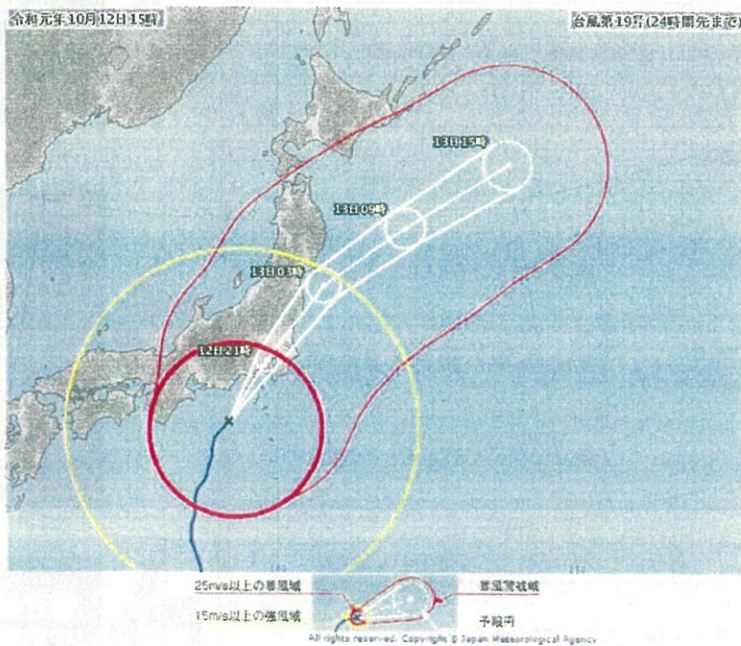 令和元年10月12日15時
台風第19号(24時間先まで)
13日15時
13日09時
13日03時
12日21時
140
150
25m/s以上の暴風域
暴風警戒域
15m/s以上の強風域
予報円
All rights reserved. Copyright © Japan Meteorological Agency